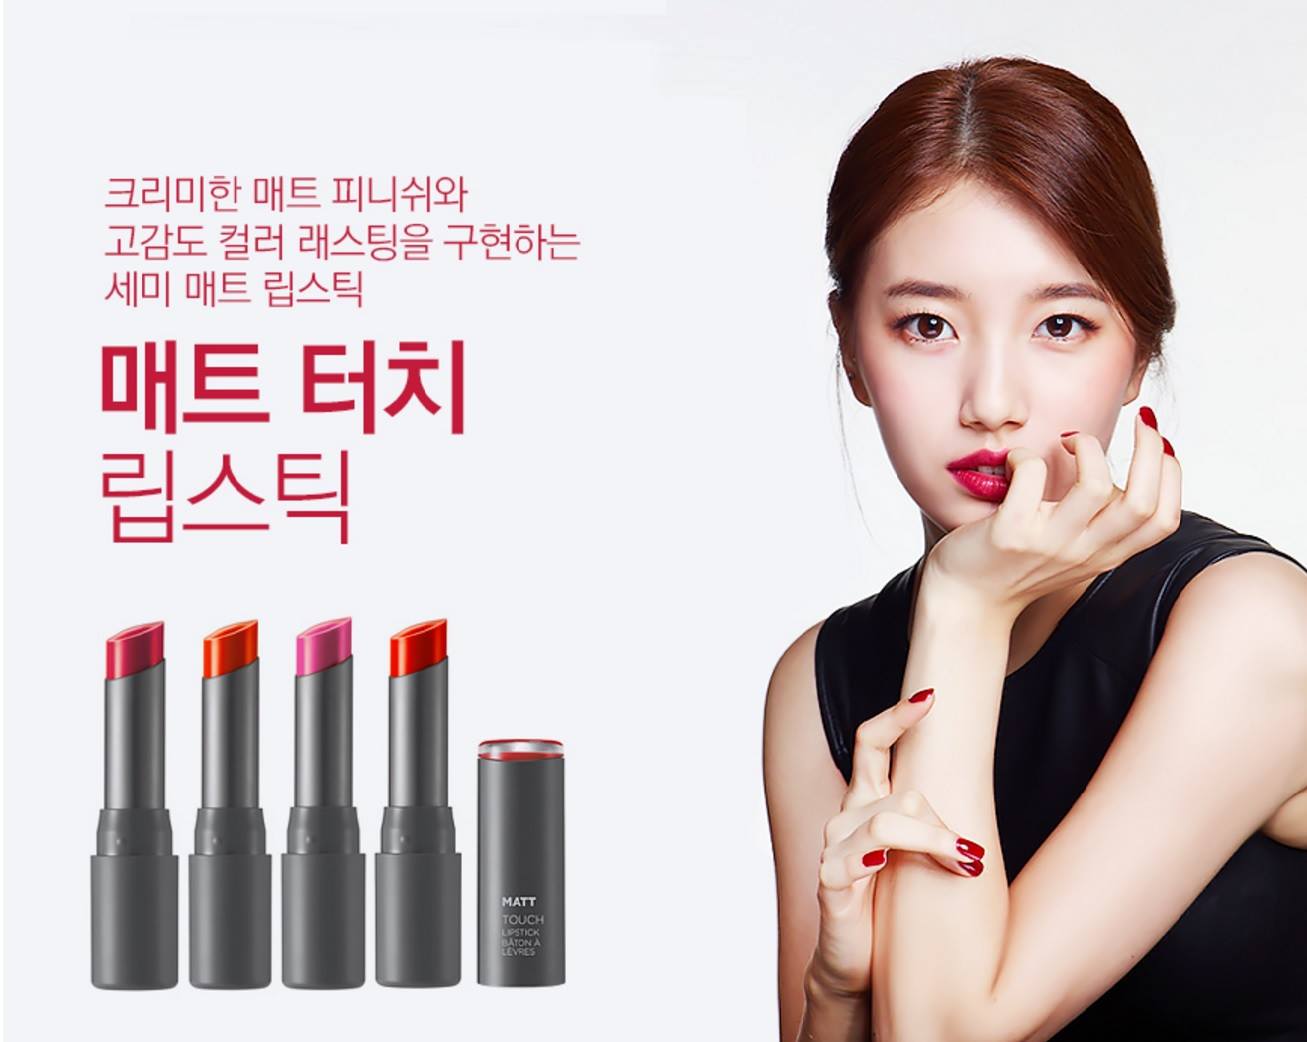 크리미한 매트 피니쉬와
고감도 컬러 래스팅을 구현하는
세미 매트 립스틱
매트 터치
립스틱
MATT
TOUCH
LIPSTICK
BÂTON À
LÈVRES